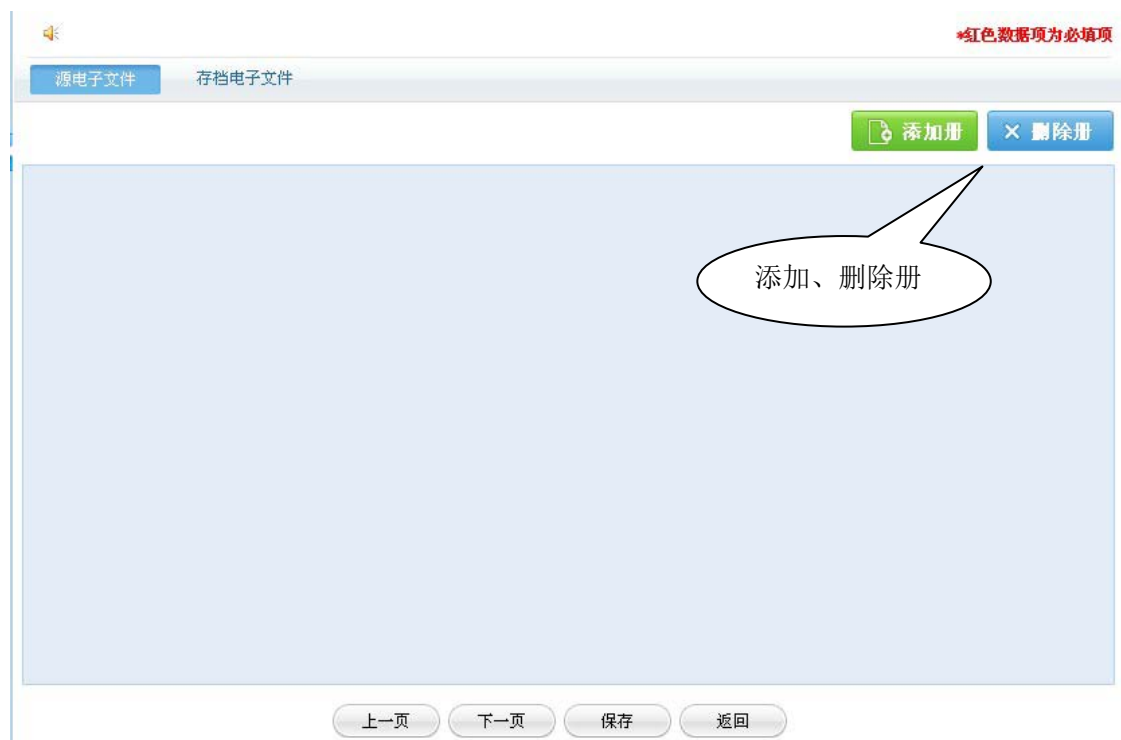 *红色数据项为必填项
源电子文件 存档电子文件
添加册 删除册
添加、删除册
上一页 下一页 保存 返回